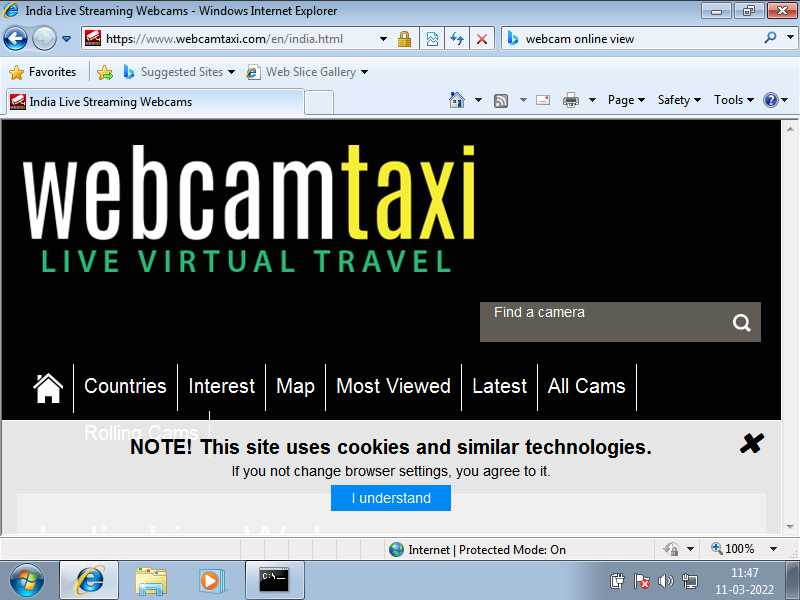 India Live Streaming Webcams - Windows Internet Explorer
https://www.webcamtaxi.com/en/india.html
webcam online view
Favorites
Suggested Sites
Web Slice Gallery
India Live Streaming Webcams
Page
Safety
Tools
webcamtaxi
LIVE VIRTUAL TRAVEL
Find a camera
Countries
Interest
Map
Most Viewed
Latest
All Cams
Rolling Cams
NOTE! This site uses cookies and similar technologies.
If you not change browser settings, you agree to it.
I understand
Internet | Protected Mode: On
100%
C:\_
11:47
11-03-2022